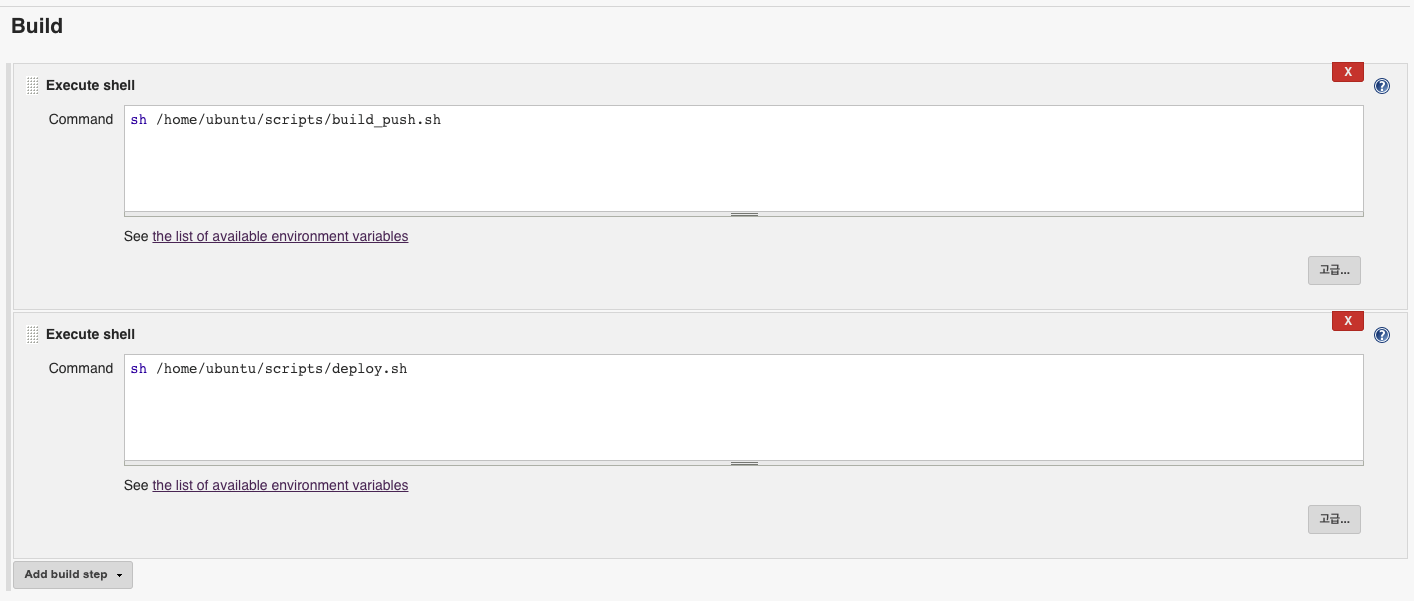 Build
X
Execute shell
?
Command
sh /home/ubuntu/scripts/build_push.sh
See the list of available environment variables
고급...
X
Execute shell
?
Command
sh /home/ubuntu/scripts/deploy.sh
See the list of available environment variables
고급...
Add build step